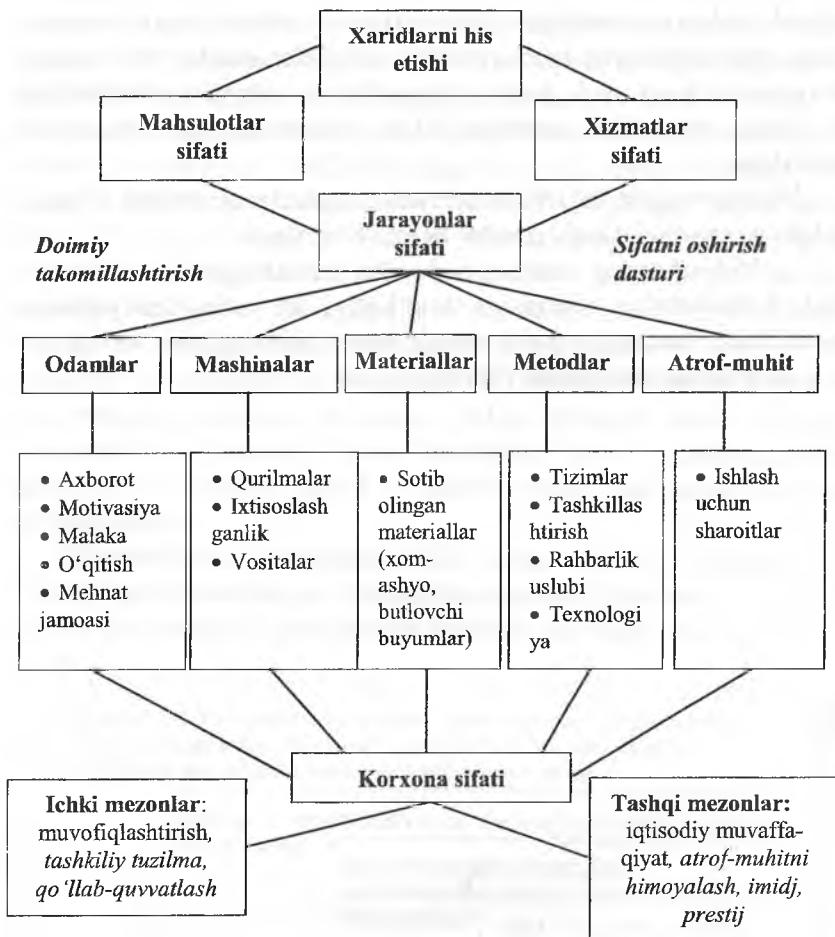 Xaridlarni his
etishi
Mahsulotlar
sifati
Xizmatlar
sifati
Jarayonlar
sifati
Doimiy
takomillashtirish
Sifatni oshirish
dasturi
Odamlar
Mashinalar
Materiallar
Metodlar
Atrof-muhit
• Axborot
• Motivasiya
• Malaka
• O‘qitish
• Mehnat
jamoasi
• Qurilmalar
• Ixtisoslash
ganlik
• Vositalar
• Sotib
olingan
materiallar
(xom-
ashyo,
butlovchi
buyumlar)
• Tizimlar
• Tashkillas
htirish
• Rahbarlik
uslubi
• Texnologi
ya
• Ishlash
uchun
sharoitlar
Korxona sifati
Ichki mezonlar:
muvofiqlashtirish,
tashkiliy tuzilma,
qo‘llab-quvvatlash
Tashqi mezonlar:
iqtisodiy muvaffa-
qiyat, atrof-muhitni
himoyalash, imidj,
prestij